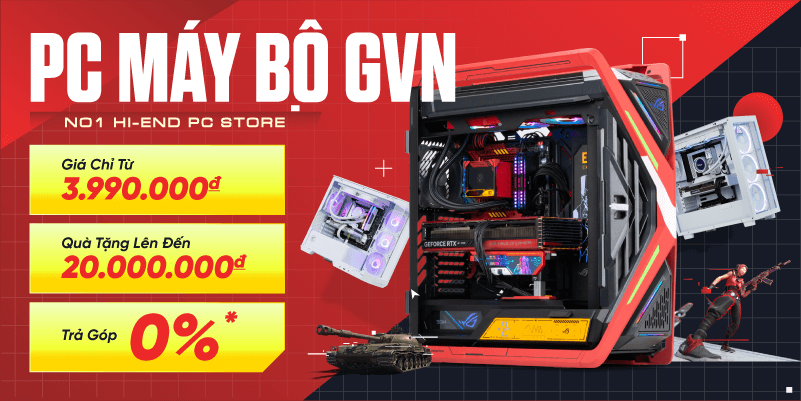 PC MÁY BỘ GVN
NO1 HI-END PC STORE
Giá Chỉ Từ
3.990.000đ
Quà Tặng Lên Đến
20.000.000đ
Trả Góp
0%*
GEFORCE RTX